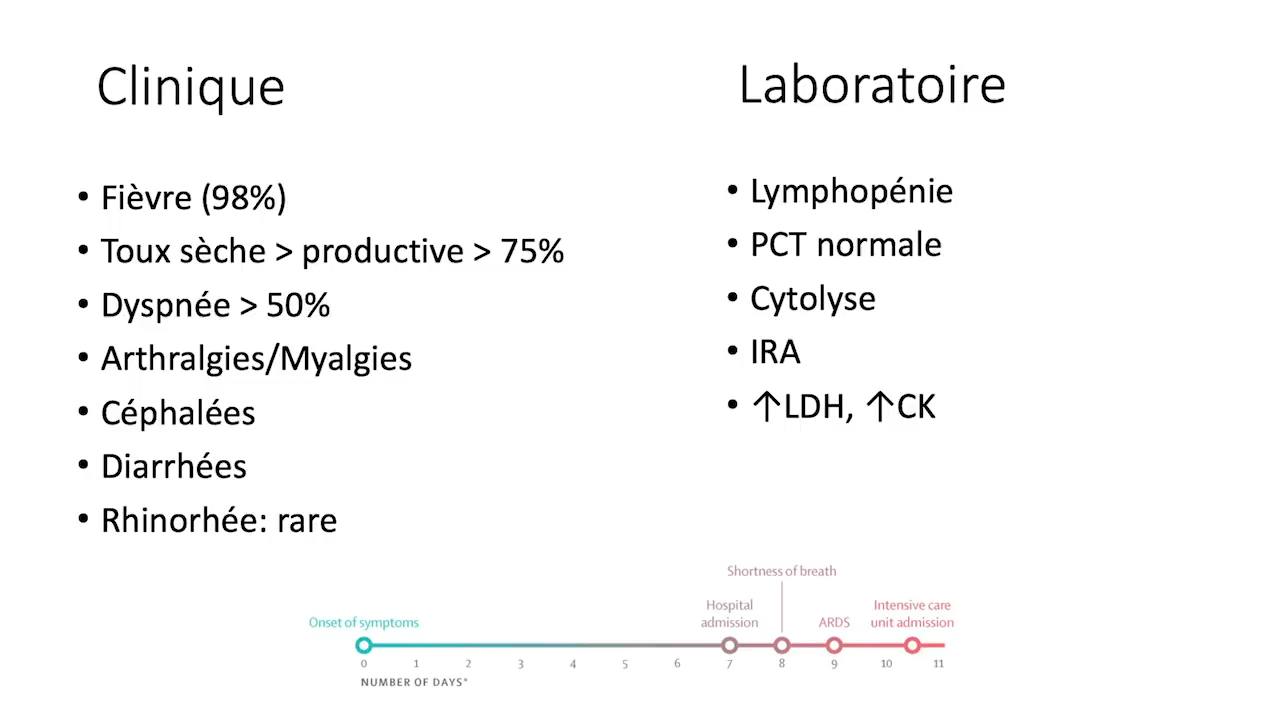 Clinique
• Fièvre (98%)
• Toux sèche > productive > 75%
• Dyspnée > 50%
• Arthralgies/Myalgies
• Céphalées
• Diarrhées
• Rhinorhée: rare
Laboratoire
• Lymphopénie
• PCT normale
• Cytolyse
• IRA
• ↑LDH, ↑CK
Shortness of breath
Onset of symptoms
Hospital
admission
ARDS
Intensive care
unit admission
0 1 2 3 4 5 6 7 8 9 10 11
NUMBER OF DAYS*